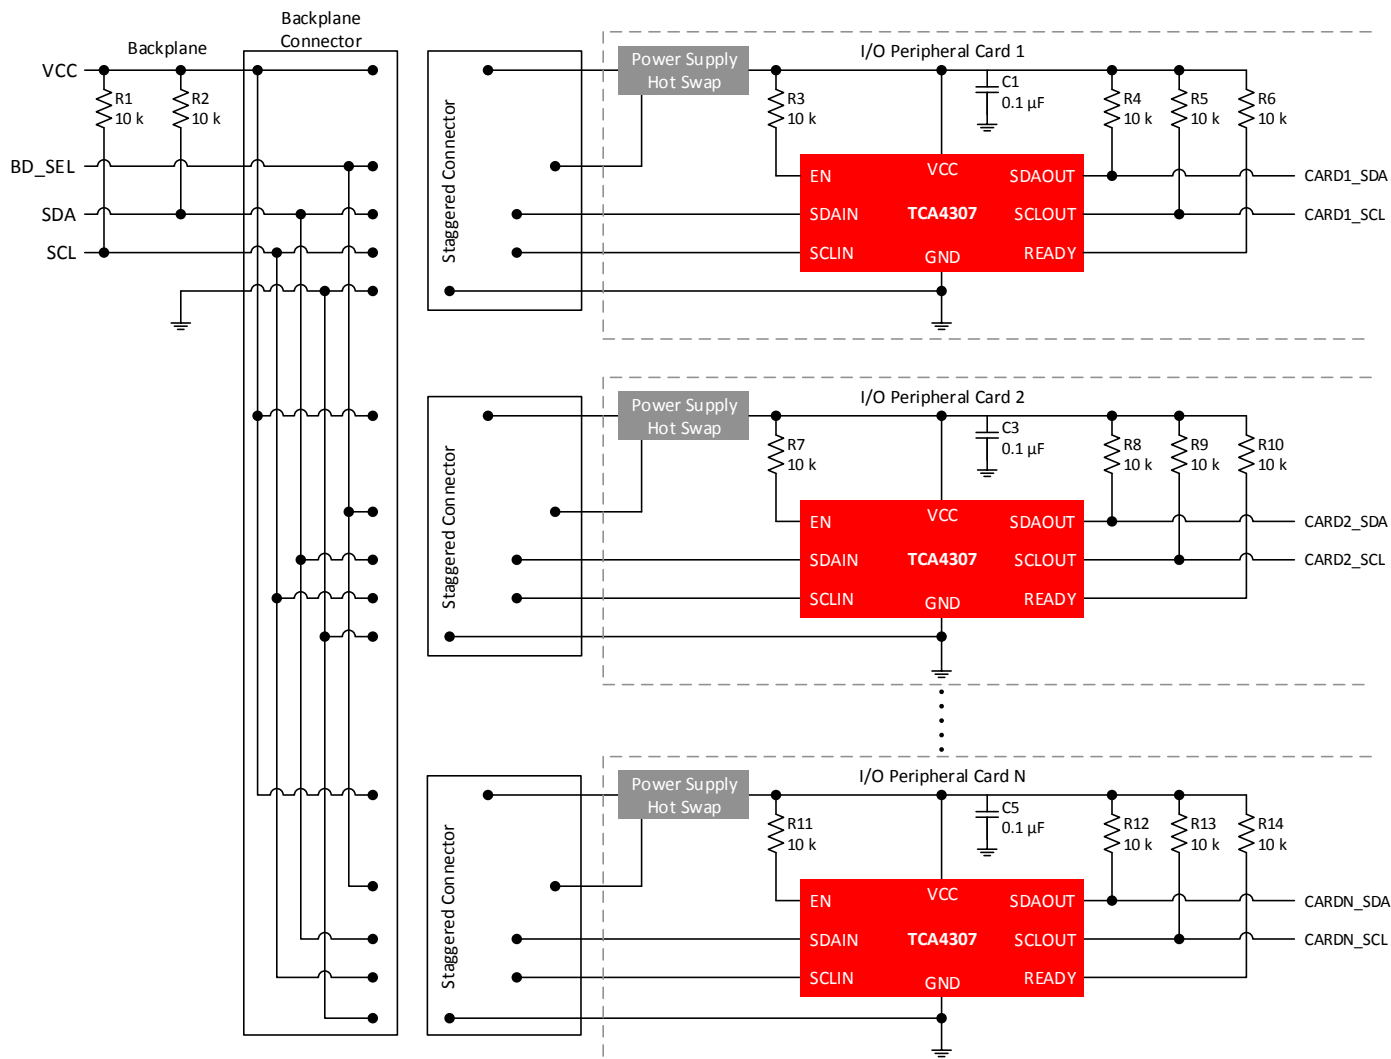 Backplane
Backplane
Connector
VCC
R1
10 k
R2
10 k
BD_SEL
SDA
SCL
Staggered Connector
I/O Peripheral Card 1
Power Supply
Hot Swap
R3
10 k
C1
0.1 µF
R4
10 k
R5
10 k
R6
10 k
EN
VCC
SDAOUT
CARD1_SDA
SDAIN
TCA4307
SCLOUT
CARD1_SCL
SCLIN
GND
READY
Staggered Connector
I/O Peripheral Card 2
Power Supply
Hot Swap
R7
10 k
C3
0.1 µF
R8
10 k
R9
10 k
R10
10 k
EN
VCC
SDAOUT
CARD2_SDA
SDAIN
TCA4307
SCLOUT
CARD2_SCL
SCLIN
GND
READY
Staggered Connector
I/O Peripheral Card N
Power Supply
Hot Swap
R11
10 k
C5
0.1 µF
R12
10 k
R13
10 k
R14
10 k
EN
VCC
SDAOUT
CARDN_SDA
SDAIN
TCA4307
SCLOUT
CARDN_SCL
SCLIN
GND
READY